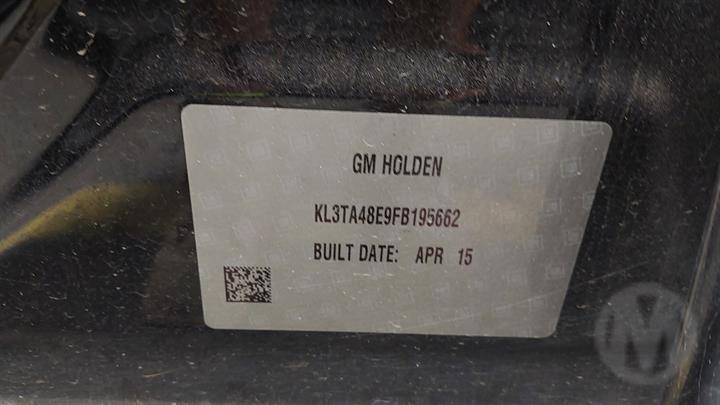 GM HOLDEN
KL3TA48E9FB195662
BUILT DATE: APR 15
M